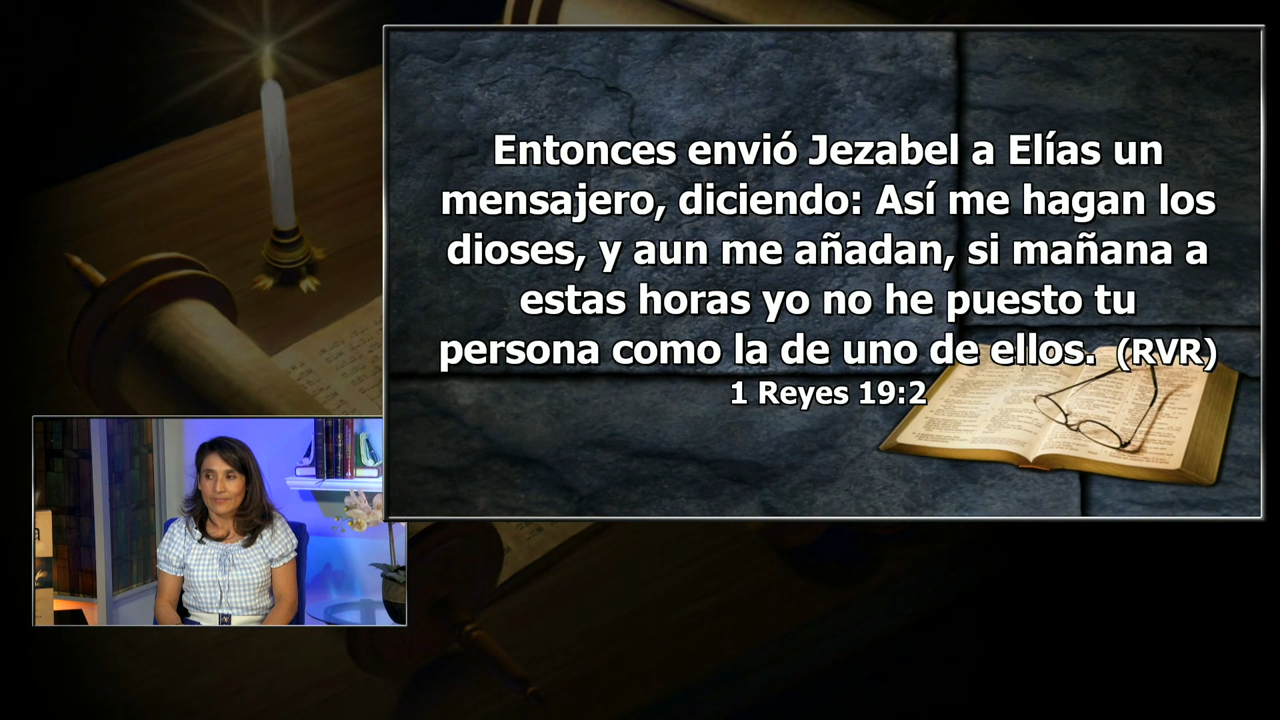 Entonces envió Jezabel a Elías un
mensajero, diciendo: Así me hagan los
dioses, y aun me añadan, si mañana a
estas horas yo no he puesto tu
persona como la de uno de ellos. (RVR)
1 Reyes 19:2